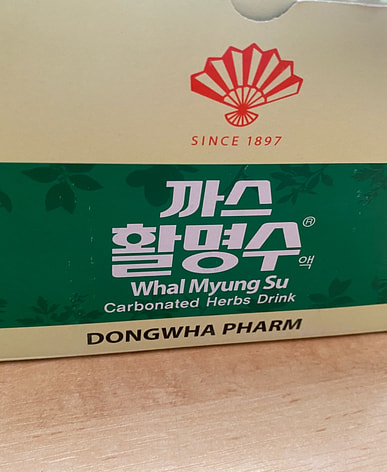 SINCE 1897
까스
활명수®액
Whal Myung Su
Carbonated Herbs Drink
DONGWHA PHARM